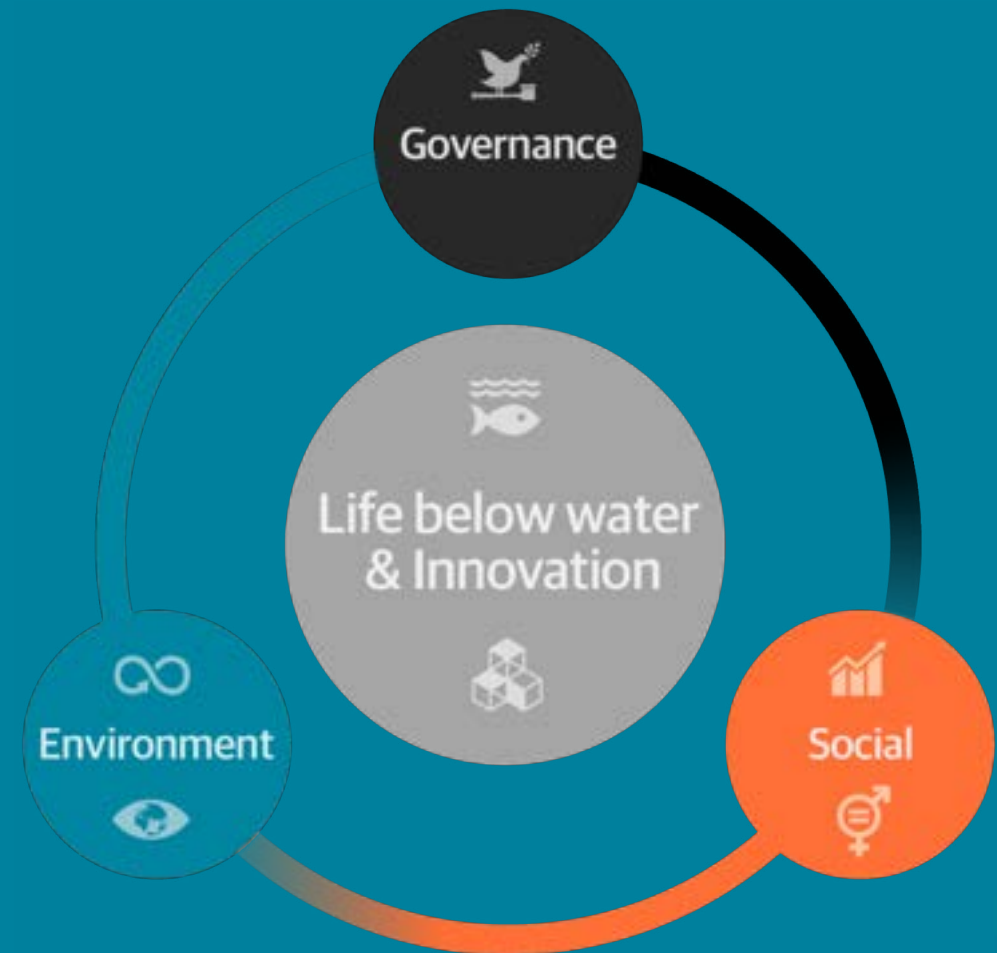 Governance
Life below water
& Innovation
Environment
Social